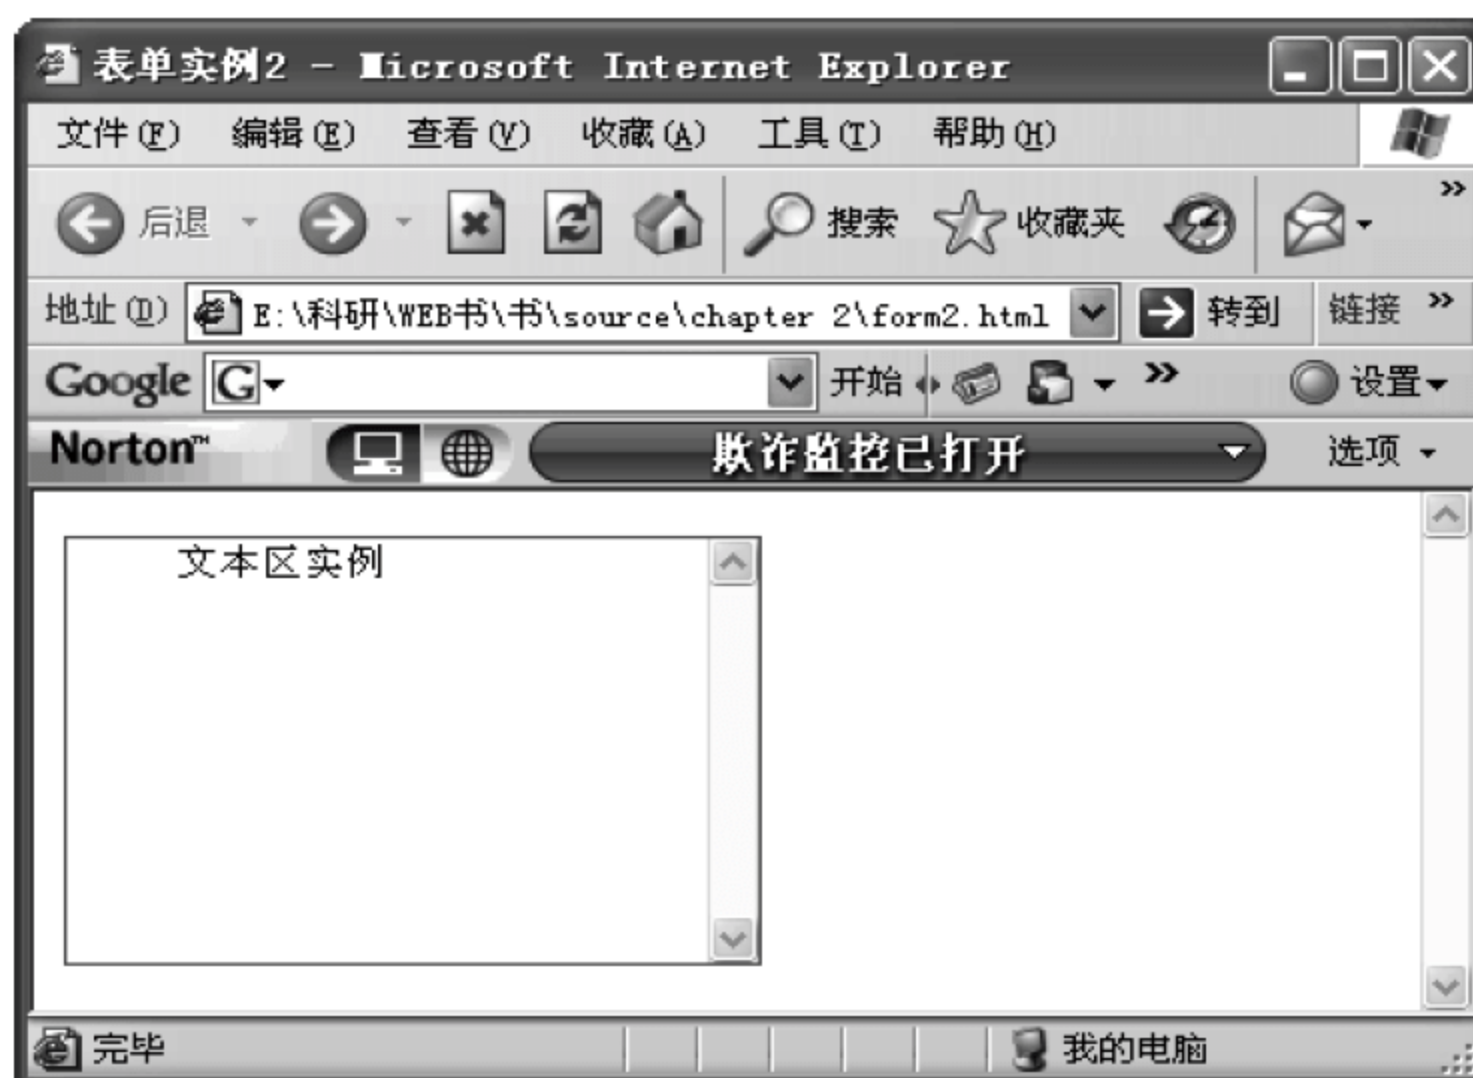 表单实例2 - Microsoft Internet Explorer
文件(F) 编辑(E) 查看(V) 收藏(A) 工具(T) 帮助(H)
后退 搜索 收藏夹 »
地址(D) E:\科研\WEB书\书\source\chapter 2\form2.html 转到 链接 »
Google G 开始 » 设置
Norton™ 欺诈监控已打开 选项
文本区实例
完毕 我的电脑